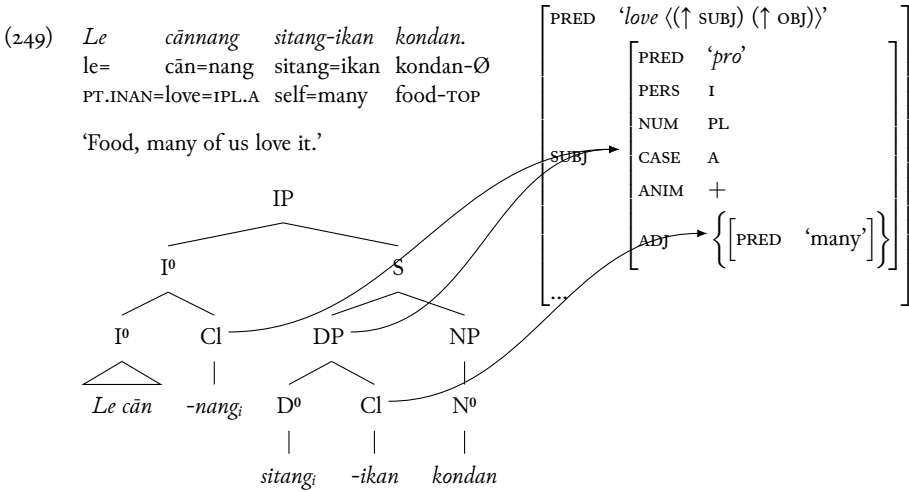 (249) Le cānnang sitang-ikan kondan.
le= cān=nang sitang=ikan kondan-Ø
PT.INAN=love=1PL.A self=many food-TOP
‘Food, many of us love it.’
PRED ‘love ⟨(↑ SUBJ) (↑ OBJ)⟩’
SUBJ
PRED ‘pro’
PERS 1
NUM PL
CASE A
ANIM +
ADJ {[PRED ‘many’]}
...
IP
I⁰ S
I⁰ Cl DP NP
Le cān -nangᵢ D⁰ Cl N⁰
sitangᵢ -ikan kondan